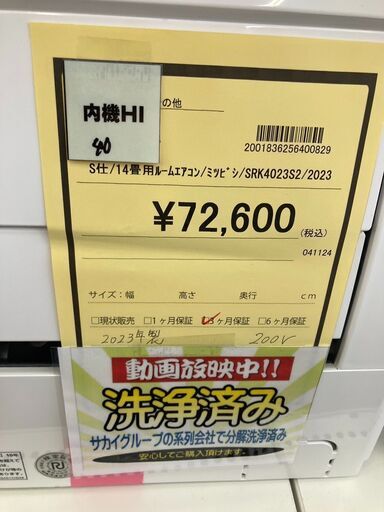 内機HI
40
の他
2001836256400829
S仕/14畳用ﾙｰﾑエアコン/ミツビシ/SRK4023S2/2023
¥72,600
(税込)
041124
サイズ:幅 高さ 奥行 cm
□現状販売 □1ヶ月保証 □3ヶ月保証 □6ヶ月保証
2023年製 200V
動画放映中!!
洗浄済み
サカイグループの系列会社で分解洗浄済み
安心してご購入頂けます。